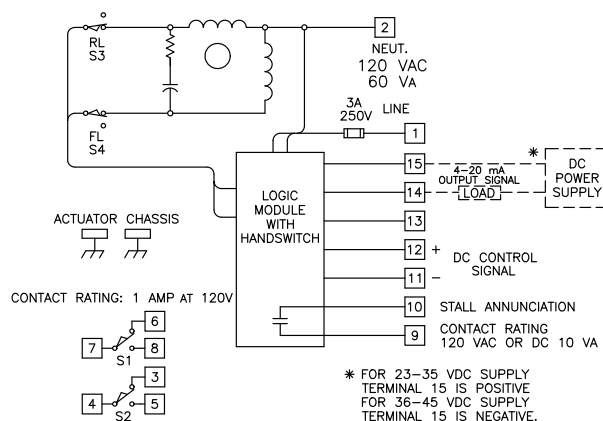 RL
S3
FL
S4
2
NEUT.
120 VAC
60 VA
3A
250V
LINE
1
15
4-20 mA
OUTPUT SIGNAL
*
DC
POWER
SUPPLY
14
LOAD
LOGIC
MODULE
WITH
HANDSWITCH
13
12 +
11 -
DC CONTROL
SIGNAL
10
STALL ANNUNCIATION
9
CONTACT RATING
120 VAC OR DC 10 VA
ACTUATOR CHASSIS
CONTACT RATING: 1 AMP AT 120V
6
7
8
S1
3
4
5
S2
* FOR 23-35 VDC SUPPLY
TERMINAL 15 IS POSITIVE
FOR 36-45 VDC SUPPLY
TERMINAL 15 IS NEGATIVE.